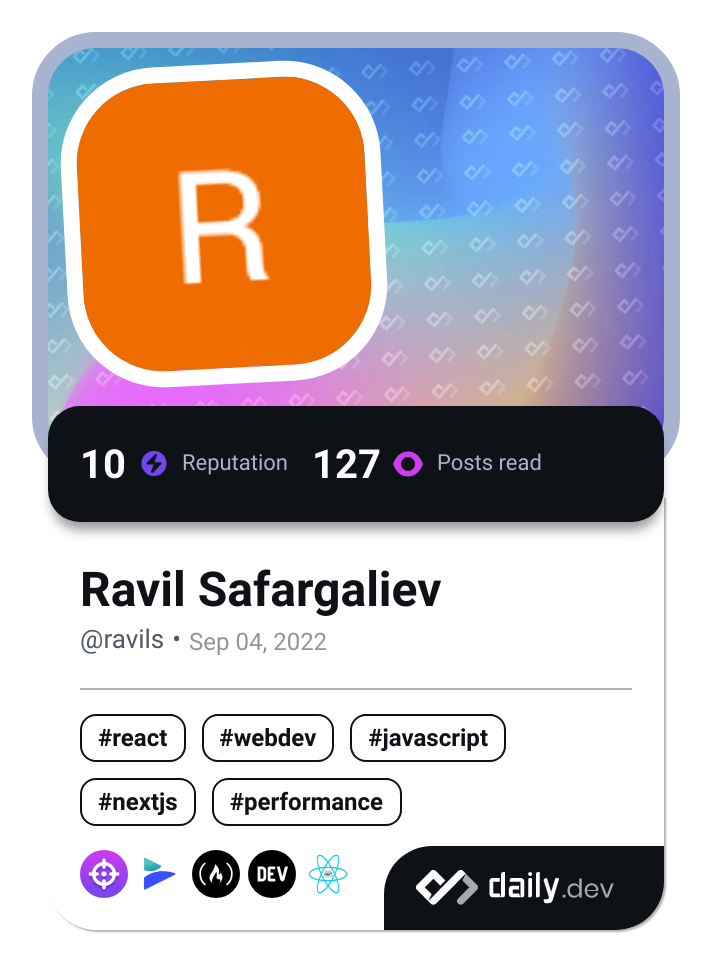 R
10 Reputation 127 Posts read
Ravil Safargaliev
@ravils • Sep 04, 2022
#react #webdev #javascript
#nextjs #performance
DEV
daily.dev